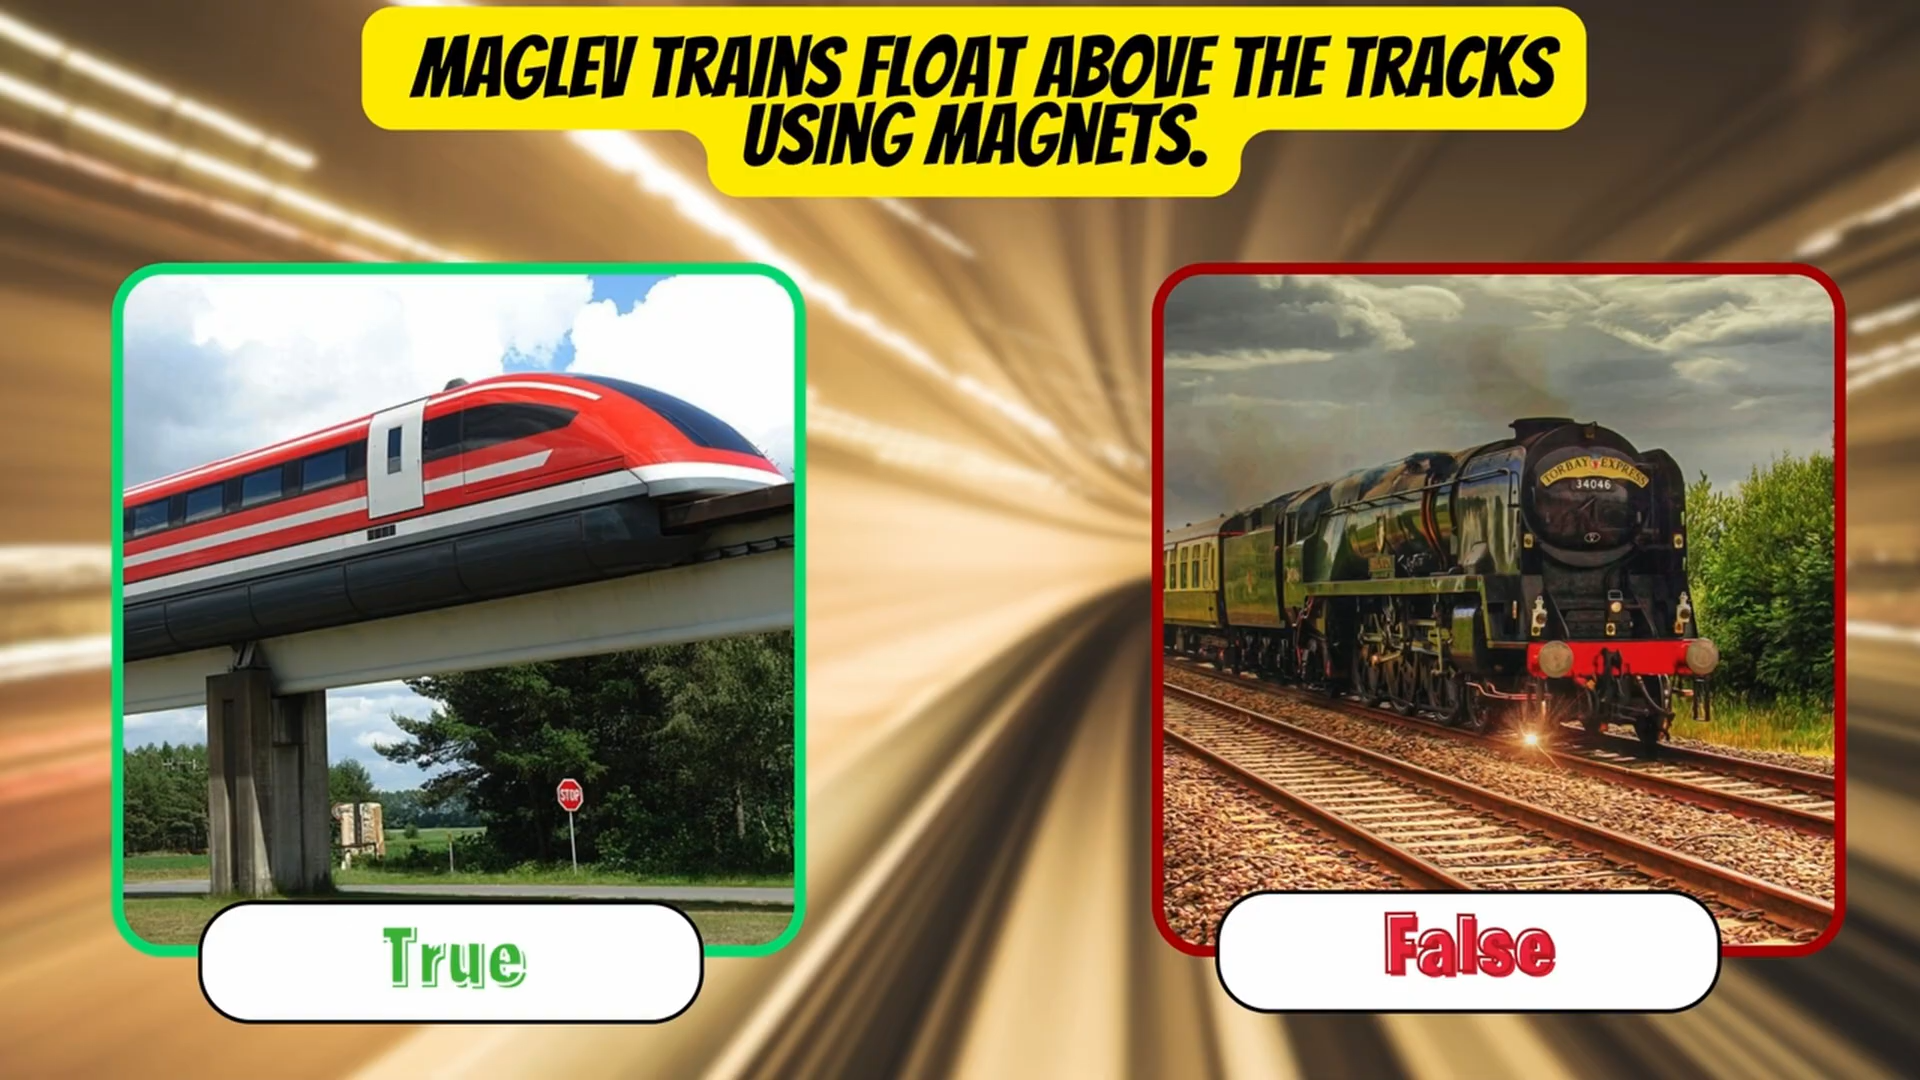 MAGLEV TRAINS FLOAT ABOVE THE TRACKS
USING MAGNETS.
STOP
TORBAY EXPRESS
34046
True
False